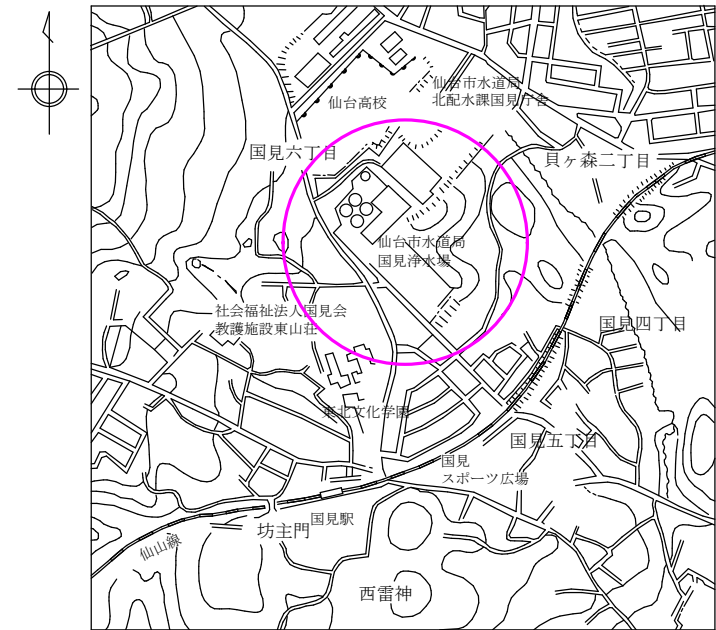 仙台市水道局
北配水課国見庁舎
仙台高校
国見六丁目
貝ヶ森二丁目
仙台市水道局
国見浄水場
社会福祉法人国見会
教護施設東山荘
国見四丁目
東北文化学園
国見五丁目
国見
スポーツ広場
国見駅
坊主門
仙山線
西雷神